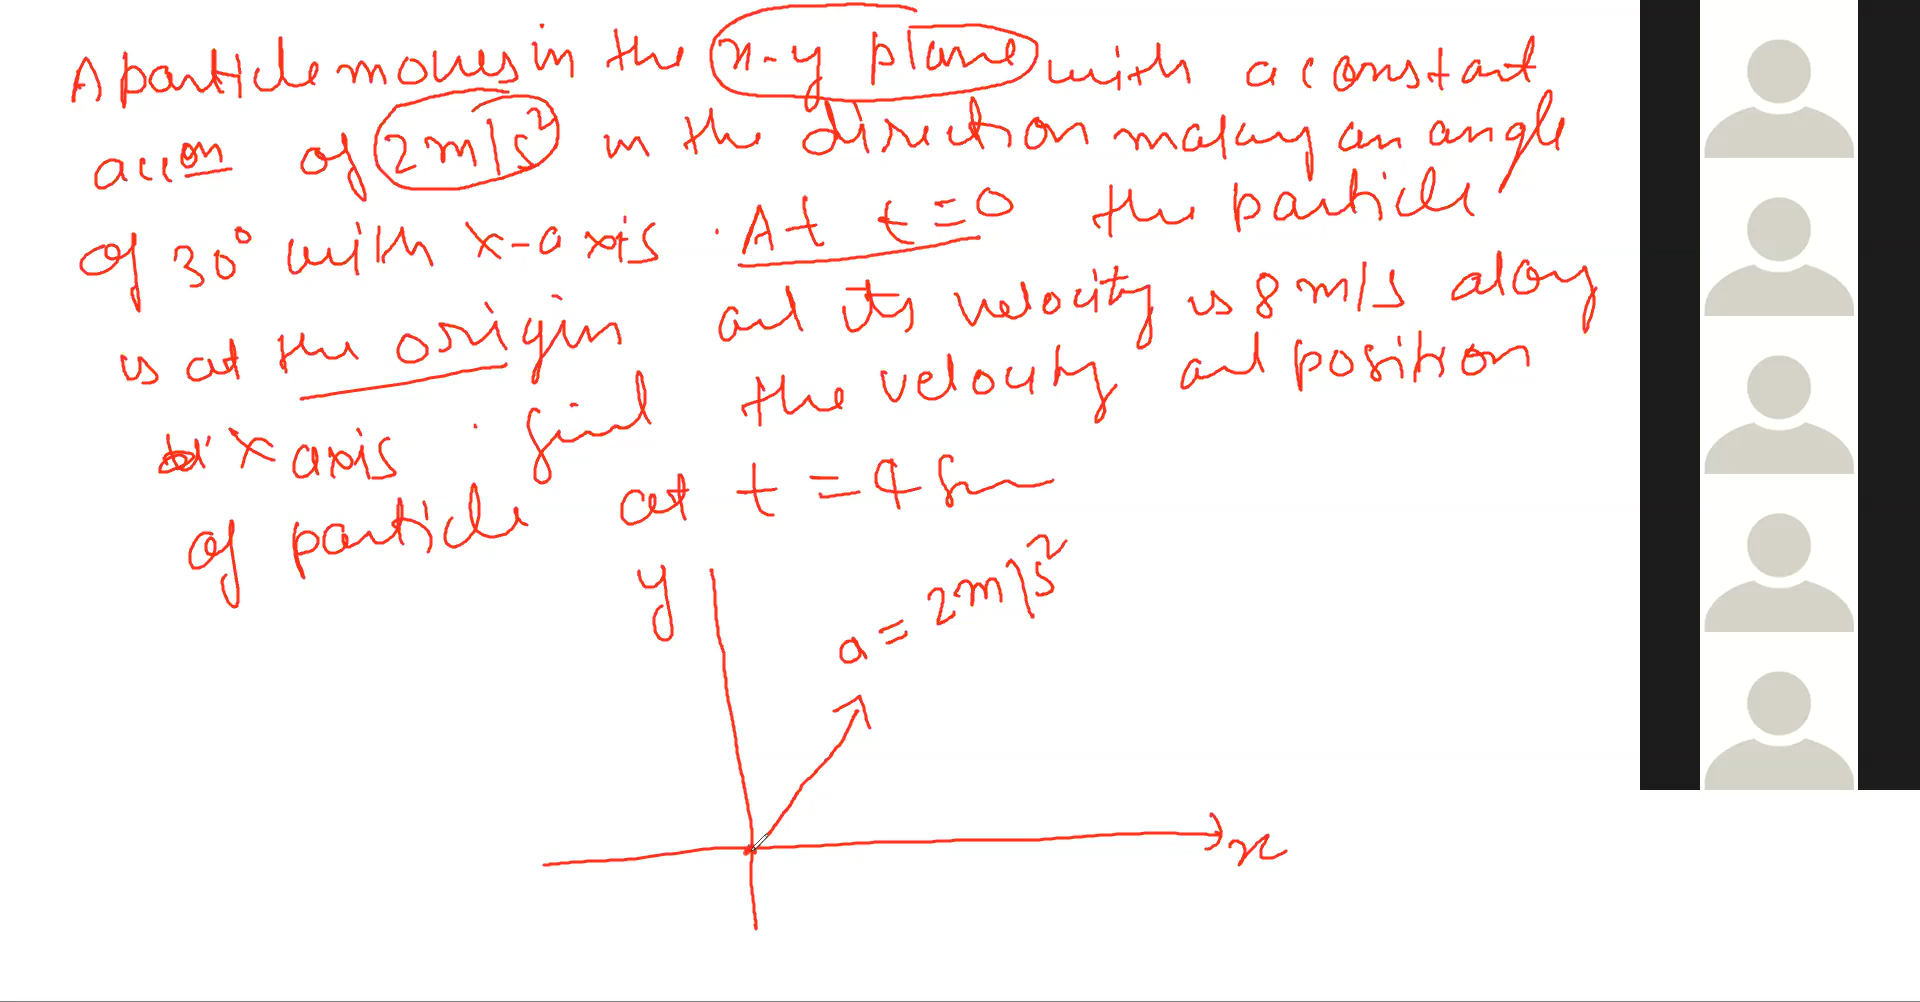 A particle moves in the x-y plane with a constant
accon of 2m/s² in the direction making an angle
of 30° with x-axis. At t=0 the particle
is at the origin and its velocity is 8 m/s along
x axis. find the velocity and position
of particle at t = 4 sec
y
a = 2m/s²
x